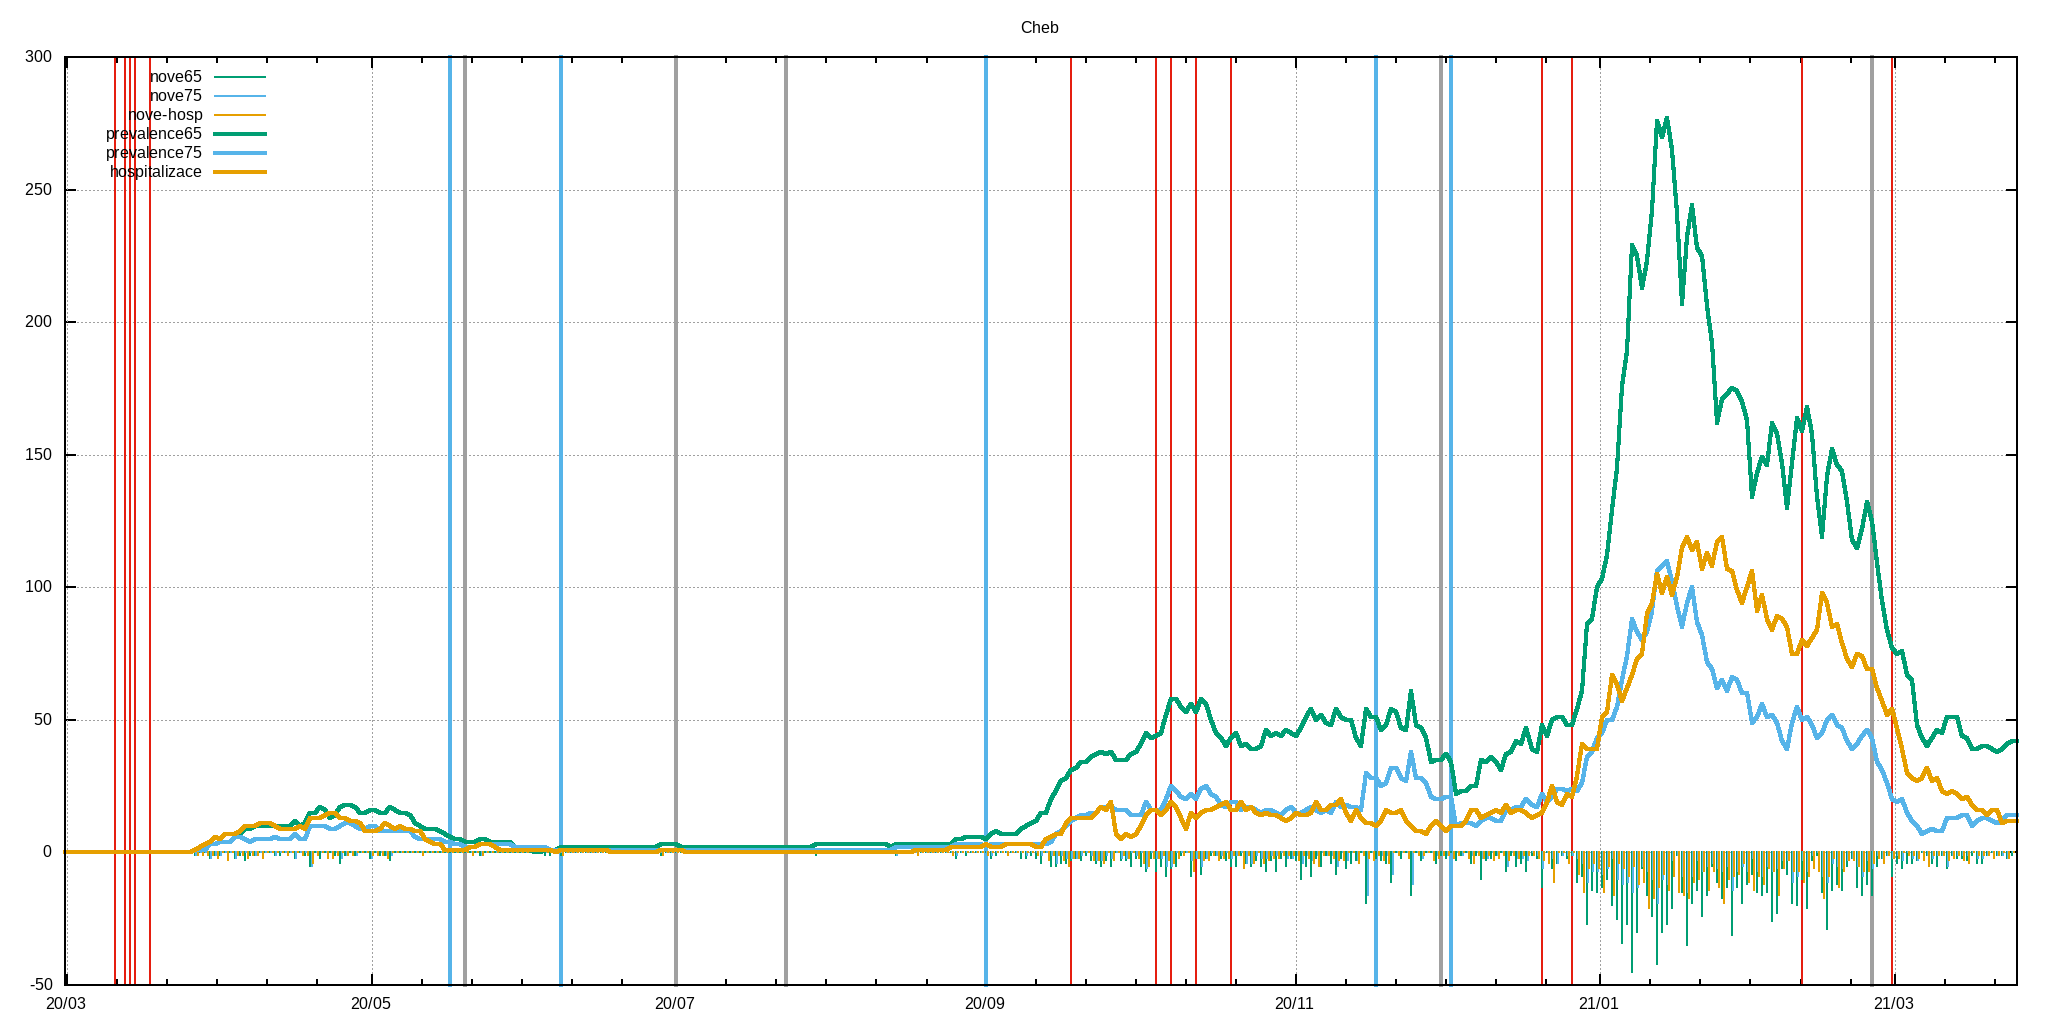 Cheb
300
nove65
nove75
nove-hosp
prevalence65
prevalence75
hospitalizace
250
200
150
100
50
0
-50
20/03 20/05 20/07 20/09 20/11 21/01 21/03